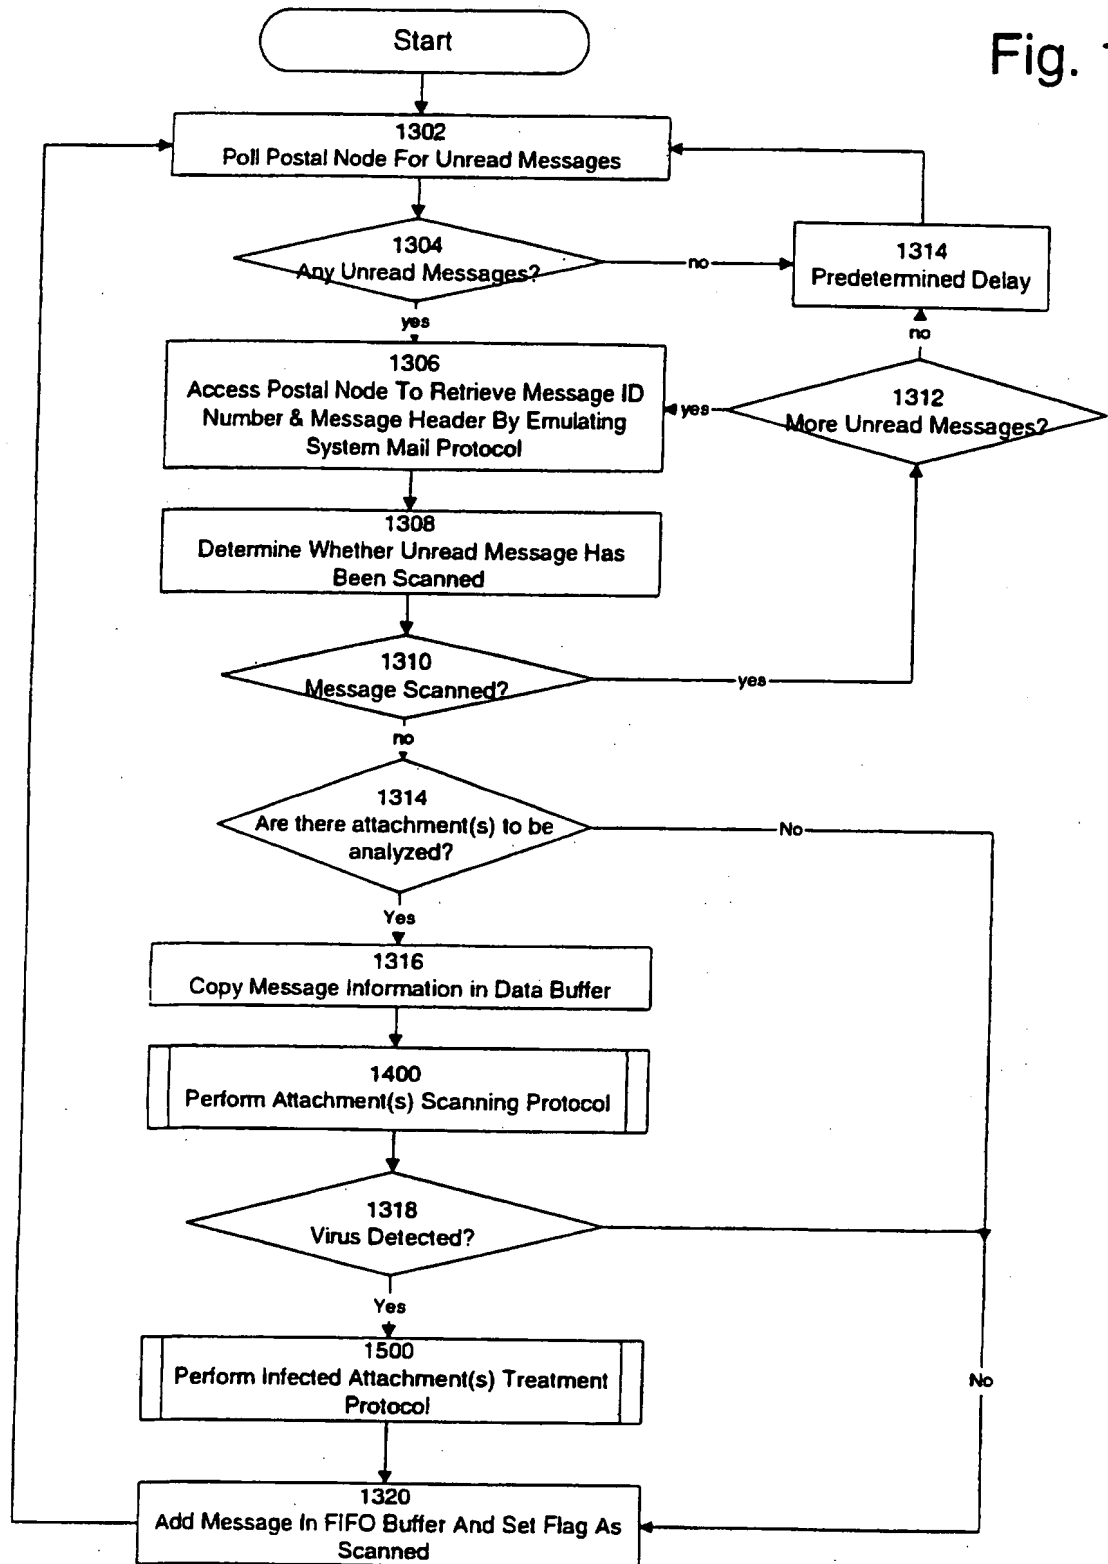 Start
Fig.
1302
Poll Postal Node For Unread Messages
1304
Any Unread Messages?
no
1314
Predetermined Delay
yes
no
1306
Access Postal Node To Retrieve Message ID
Number & Message Header By Emulating
System Mail Protocol
yes
1312
More Unread Messages?
1308
Determine Whether Unread Message Has
Been Scanned
1310
Message Scanned?
yes
no
1314
Are there attachment(s) to be
analyzed?
No
Yes
1316
Copy Message Information in Data Buffer
1400
Perform Attachment(s) Scanning Protocol
1318
Virus Detected?
Yes
1500
Perform Infected Attachment(s) Treatment
Protocol
No
1320
Add Message In FIFO Buffer And Set Flag As
Scanned